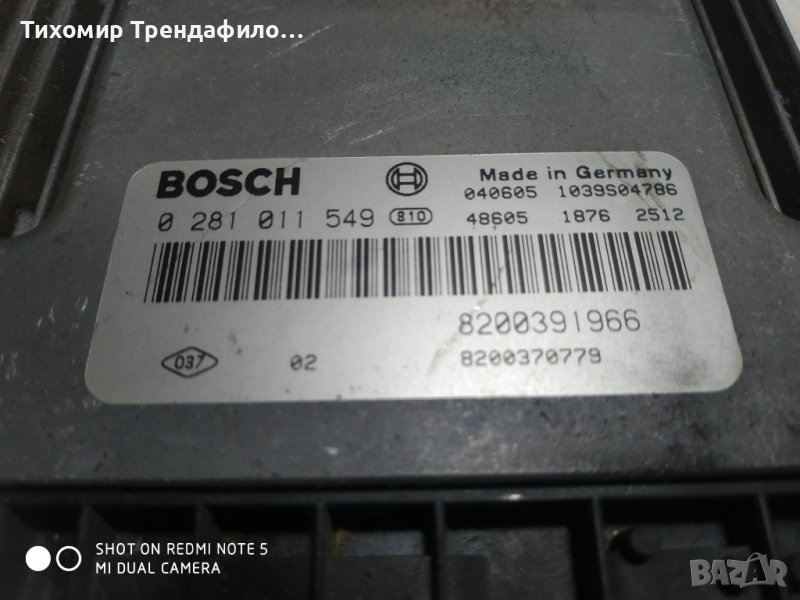 Тихомир Трендафило...
BOSCH
Made in Germany
040605 1039S04786
0 281 011 549 810 48605 1876 2512
8200391966
037 02 8200370779
SHOT ON REDMI NOTE 5
MI DUAL CAMERA
BAZAR